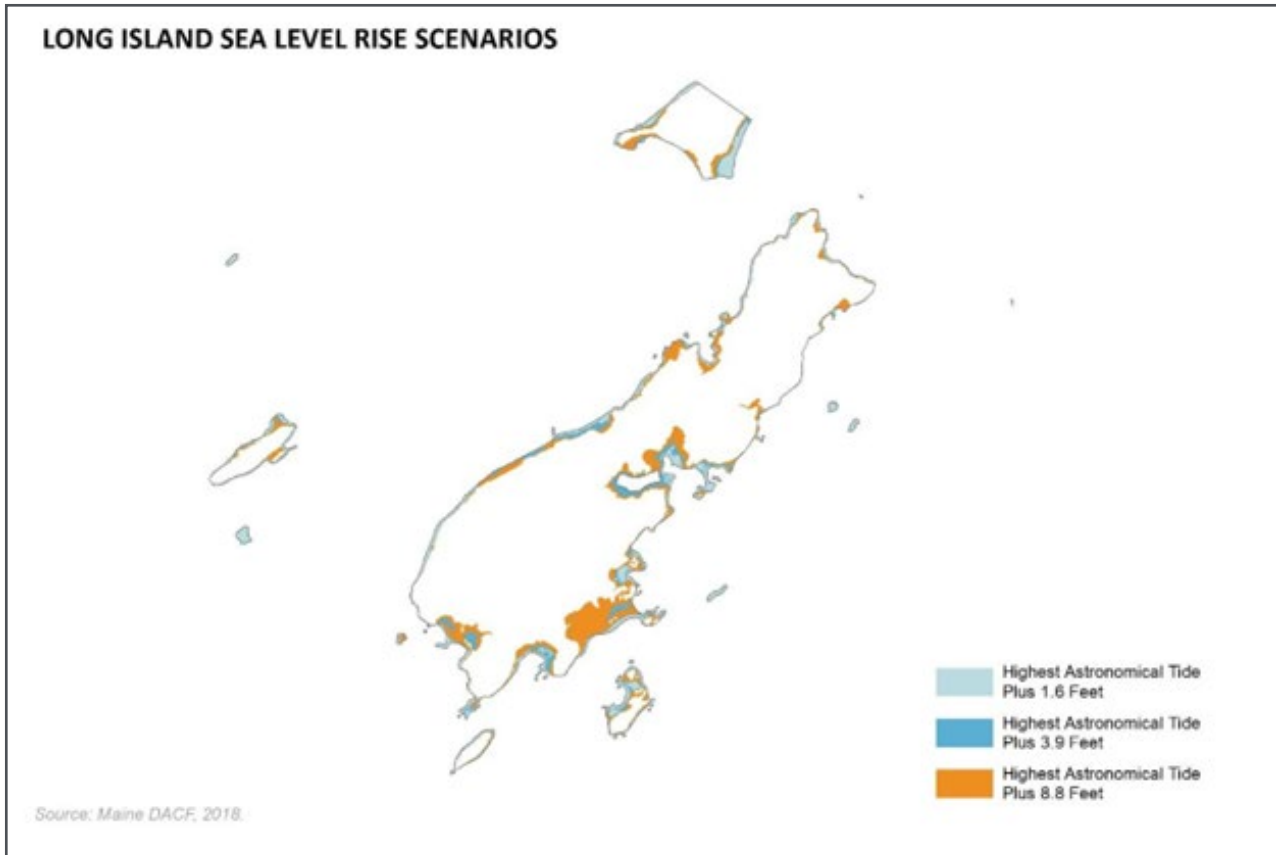 LONG ISLAND SEA LEVEL RISE SCENARIOS
Highest Astronomical Tide
Plus 1.6 Feet
Highest Astronomical Tide
Plus 3.9 Feet
Highest Astronomical Tide
Plus 8.8 Feet
Source: Maine DACF, 2018.